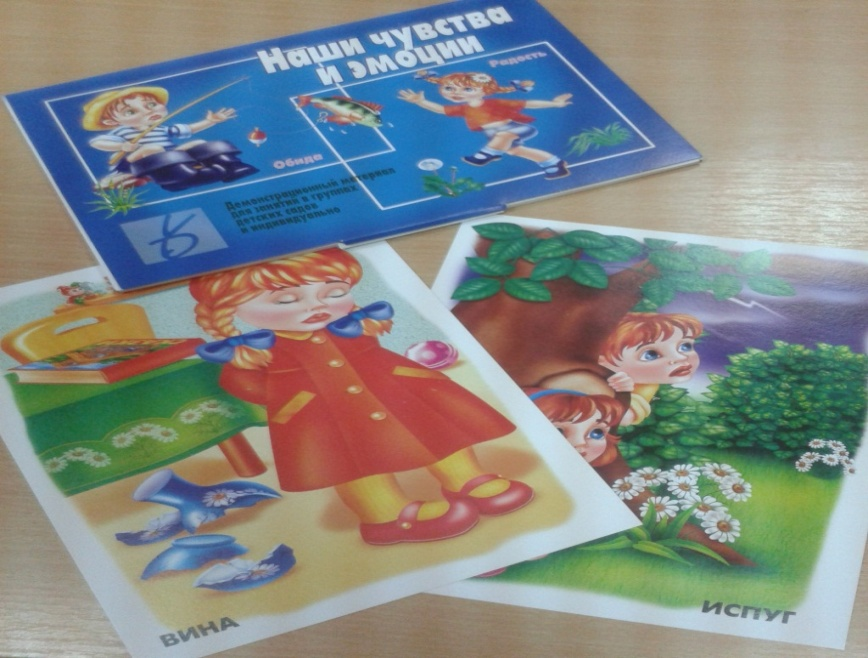 Наши чувства
и эмоции
Радость
Обида
Демонстрационный материал
для занятий в группах
детских садов
и индивидуально
ВИНА
ИСПУГ